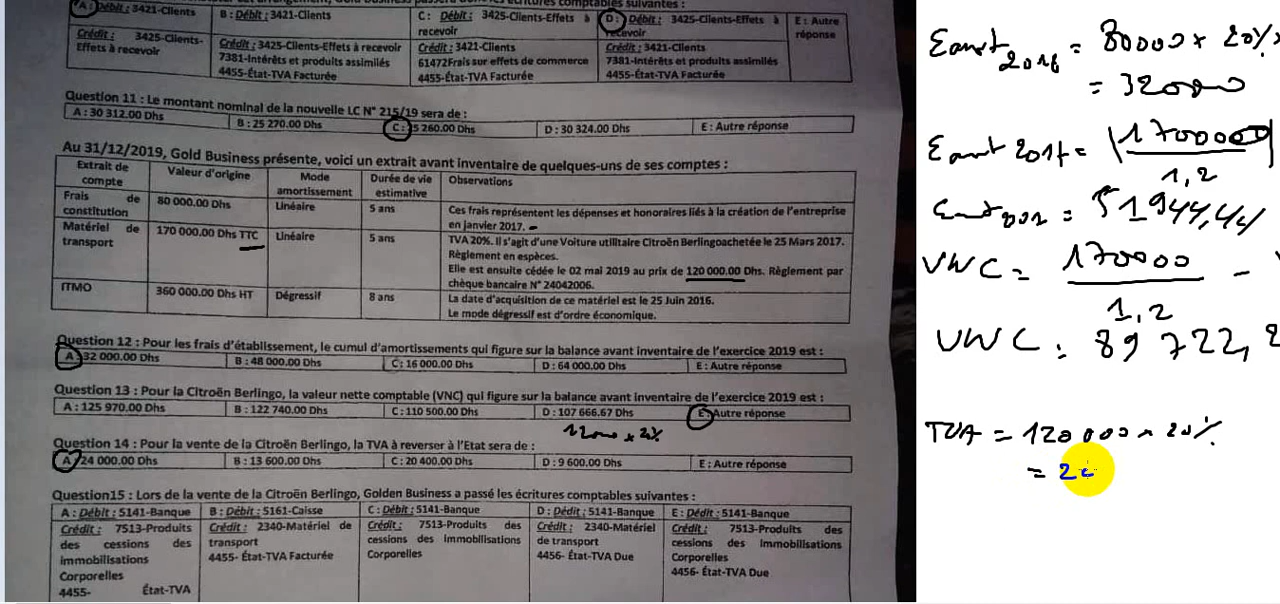 A : Débit : 3421-Clients
B : Débit : 3421-Clients
C : Débit : 3425-Clients-Effets à recevoir
D : Débit : 3425-Clients-Effets à recevoir
E : Autre réponse
Crédit : 3425-Clients-Effets à recevoir
Crédit : 3425-Clients-Effets à recevoir
7381-Intérêts et produits assimilés
4455-État-TVA Facturée
Crédit : 3421-Clients
61472Frais sur effets de commerce
4455-État-TVA Facturée
Crédit : 3421-Clients
7381-Intérêts et produits assimilés
4455-État-TVA Facturée
Question 11 : Le montant nominal de la nouvelle LC N° 215/19 sera de :
A : 30 312.00 Dhs
B : 25 270.00 Dhs
C : 5 260.00 Dhs
D : 30 324.00 Dhs
E : Autre réponse
Au 31/12/2019, Gold Business présente, voici un extrait avant inventaire de quelques-uns de ses comptes :
Extrait de compte
Valeur d'origine
Mode amortissement
Durée de vie estimative
Observations
Frais de constitution
80 000.00 Dhs
Linéaire
5 ans
Ces frais représentent les dépenses et honoraires liés à la création de l'entreprise
en janvier 2017.
Matériel de transport
170 000.00 Dhs TTC
Linéaire
5 ans
TVA 20%. Il s'agit d'une Voiture utilitaire Citroën Berlingoachetée le 25 Mars 2017.
Règlement en espèces.
Elle est ensuite cédée le 02 mai 2019 au prix de 120 000.00 Dhs. Règlement par
chèque bancaire N° 24042006.
ITMO
360 000.00 Dhs HT
Dégressif
8 ans
La date d'acquisition de ce matériel est le 25 Juin 2016.
Le mode dégressif est d'ordre économique.
Question 12 : Pour les frais d'établissement, le cumul d'amortissements qui figure sur la balance avant inventaire de l'exercice 2019 est :
A : 32 000.00 Dhs
B : 48 000.00 Dhs
C : 16 000.00 Dhs
D : 64 000.00 Dhs
E : Autre réponse
Question 13 : Pour la Citroën Berlingo, la valeur nette comptable (VNC) qui figure sur la balance avant inventaire de l'exercice 2019 est :
A : 125 970.00 Dhs
B : 122 740.00 Dhs
C : 110 500.00 Dhs
D : 107 666.67 Dhs
E : Autre réponse
Question 14 : Pour la vente de la Citroën Berlingo, la TVA à reverser à l'Etat sera de :
A : 24 000.00 Dhs
B : 13 600.00 Dhs
C : 20 400.00 Dhs
D : 9 600.00 Dhs
E : Autre réponse
Question15 : Lors de la vente de la Citroën Berlingo, Golden Business a passé les écritures comptables suivantes :
A : Débit : 5141-Banque
B : Débit : 5161-Caisse
C : Débit : 5141-Banque
D : Dédit : 5141-Banque
E : Dédit : 5141-Banque
Crédit : 7513-Produits des cessions des immobilisations Corporelles
4455- État-TVA
Crédit : 2340-Matériel de transport
4455- État-TVA Facturée
Crédit : 7513-Produits des cessions des Immobilisations Corporelles
Crédit : 2340-Matériel de transport
4456- État-TVA Due
Crédit : 7513-Produits des cessions des Immobilisations Corporelles
4456- État-TVA Due
= 80000 x 20%
= 32000
1,2
VNC = 170000 -
1,2
VNC : 89 722,2
TVA = 120 000 x 20%
= 2